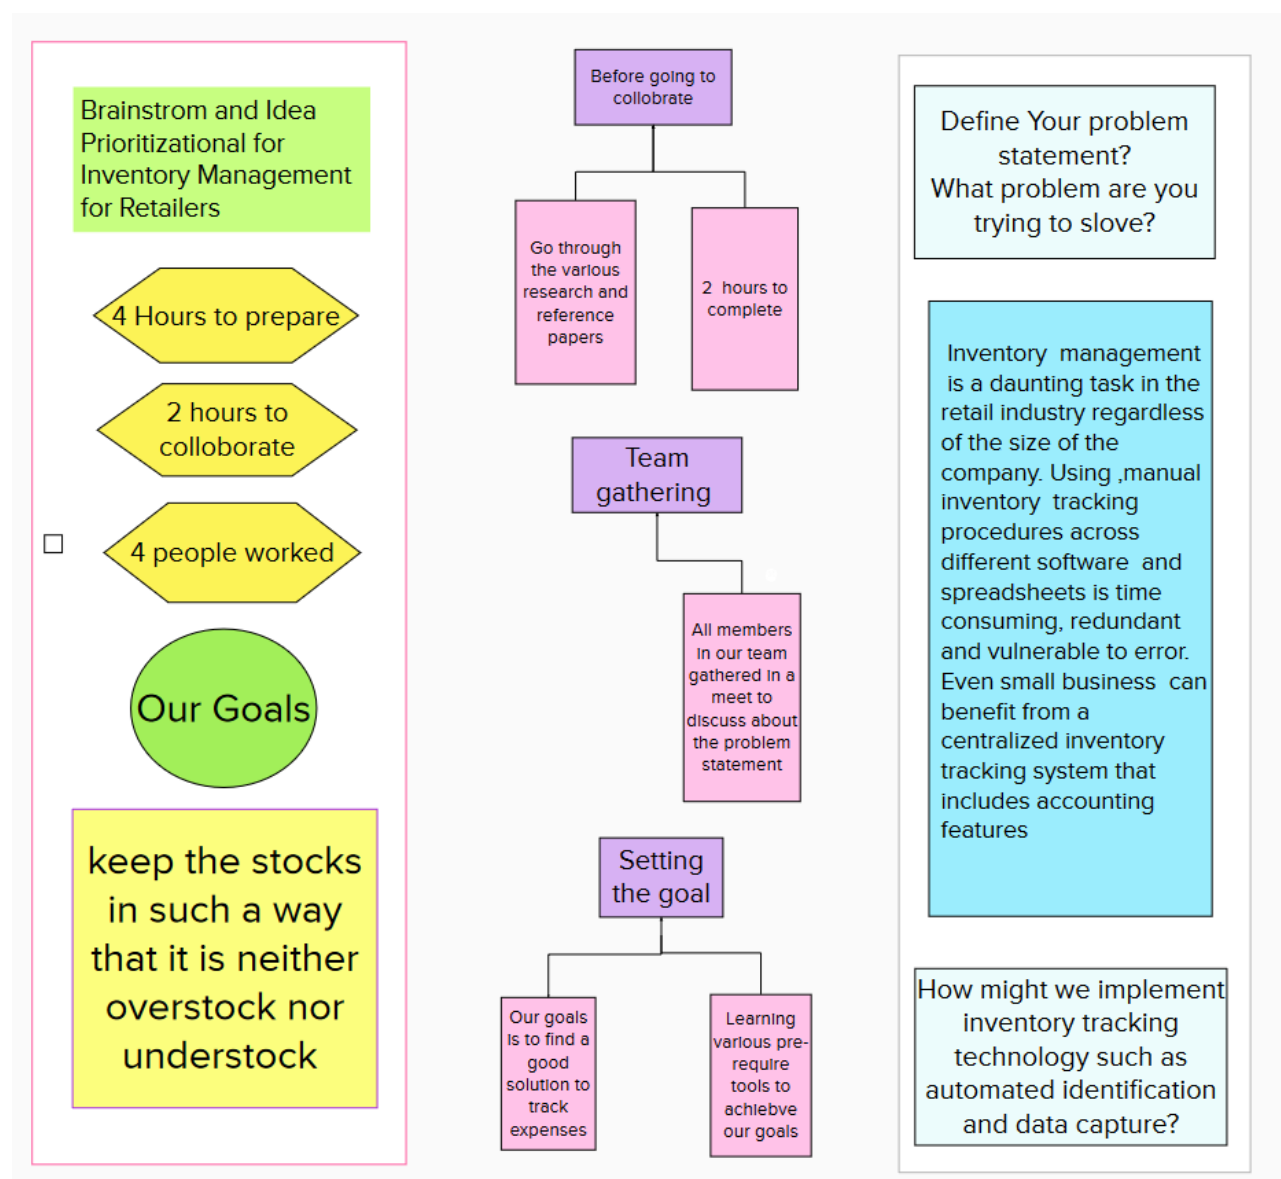 Brainstrom and Idea
Prioritizational for
Inventory Management
for Retailers
4 Hours to prepare
2 hours to
colloborate
4 people worked
Our Goals
keep the stocks
in such a way
that it is neither
overstock nor
understock
Before going to
collobrate
Go through
the various
research and
reference
papers
2 hours to
complete
Team
gathering
All members
in our team
gathered in a
meet to
discuss about
the problem
statement
Setting
the goal
Our goals
is to find a
good
solution to
track
expenses
Learning
various pre-
require
tools to
achiebve
our goals
Define Your problem
statement?
What problem are you
trying to slove?
Inventory management
is a daunting task in the
retail industry regardless
of the size of the
company. Using ,manual
inventory tracking
procedures across
different software and
spreadsheets is time
consuming, redundant
and vulnerable to error.
Even small business can
benefit from a
centralized inventory
tracking system that
includes accounting
features
How might we implement
inventory tracking
technology such as
automated identification
and data capture?